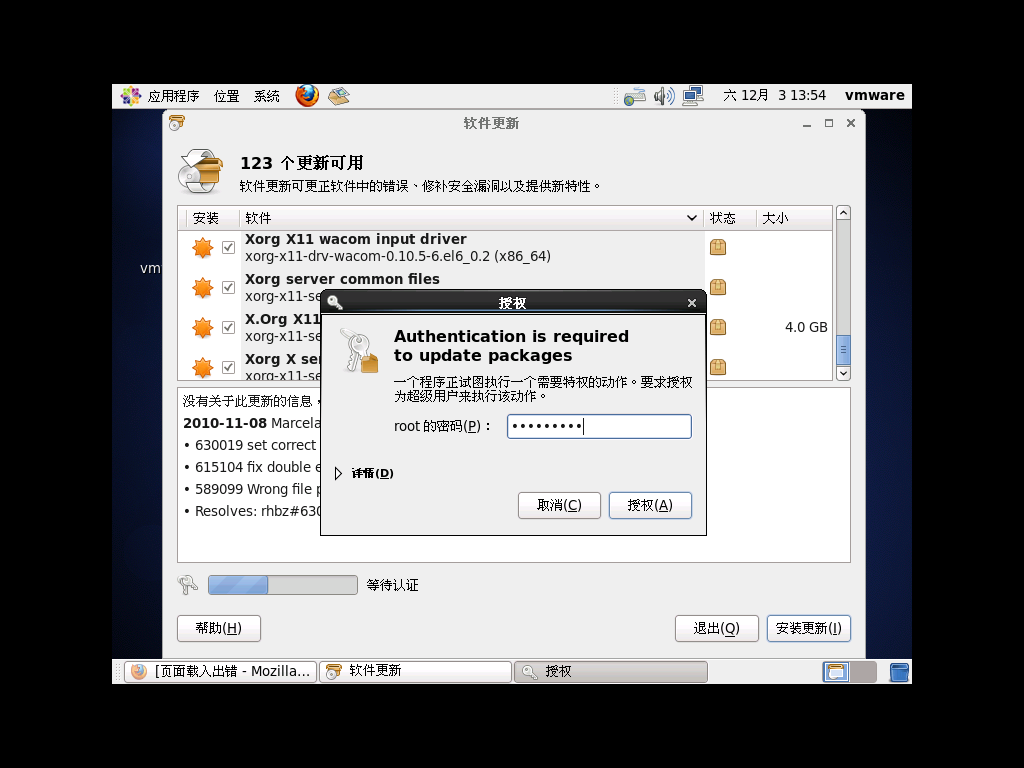 应用程序 位置 系统 六 12月 3 13:54 vmware
软件更新
123 个更新可用
软件更新可更正软件中的错误、修补安全漏洞以及提供新特性。
安装 软件 状态 大小
Xorg X11 wacom input driver
xorg-x11-drv-wacom-0.10.5-6.el6_0.2 (x86_64)
vm
Xorg server common files
xorg-x11-se
授权
X.Org X11
4.0 GB
xorg-x11-se
Authentication is required
to update packages
Xorg X ser
xorg-x11-se
一个程序正试图执行一个需要特权的动作。要求授权
为超级用户来执行该动作。
没有关于此更新的信息，
2010-11-08 Marcela
root 的密码(P)： •••••••••
• 630019 set correct
• 615104 fix double e
详情(D)
• 589099 Wrong file p
• Resolves: rhbz#630
取消(C) 授权(A)
等待认证
帮助(H) 退出(Q) 安装更新(I)
[页面载入出错 - Mozilla... 软件更新 授权